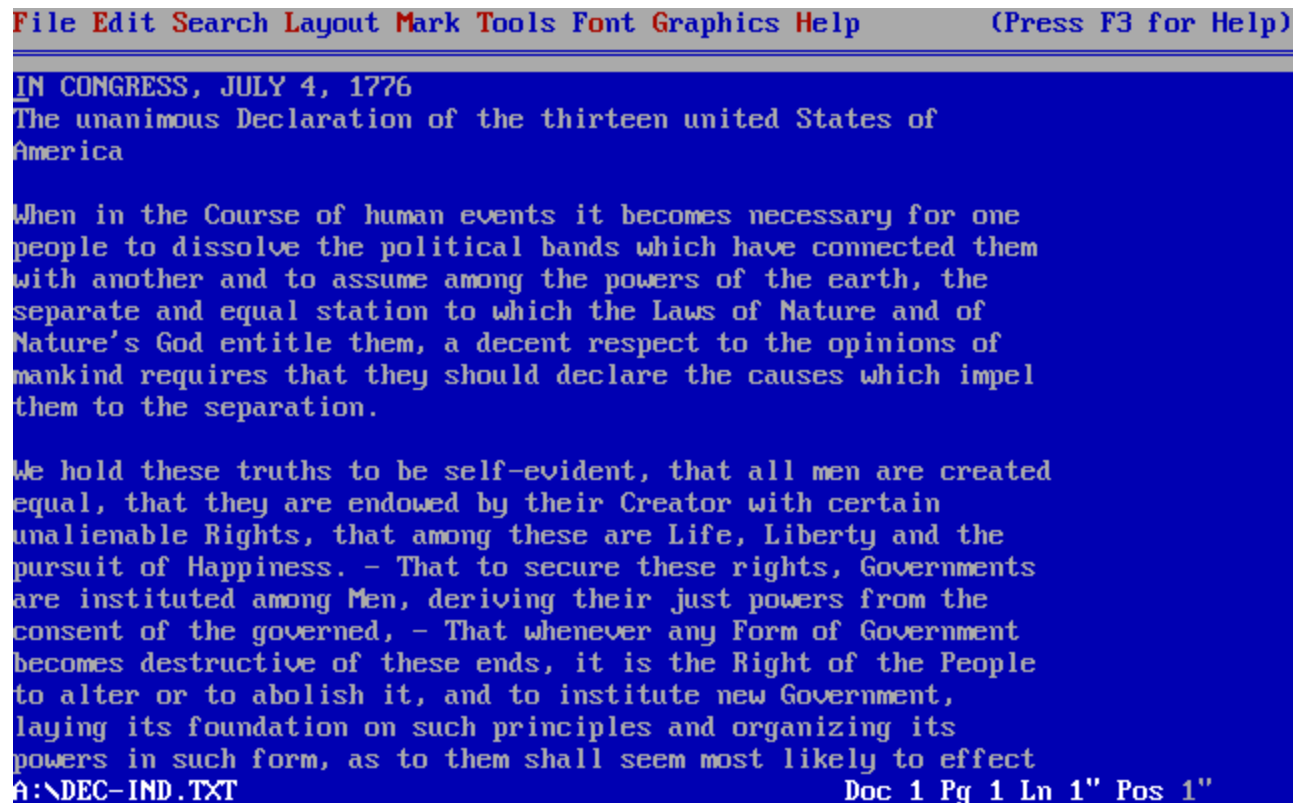 File Edit Search Layout Mark Tools Font Graphics Help (Press F3 for Help)
IN CONGRESS, JULY 4, 1776
The unanimous Declaration of the thirteen united States of
America
When in the Course of human events it becomes necessary for one
people to dissolve the political bands which have connected them
with another and to assume among the powers of the earth, the
separate and equal station to which the Laws of Nature and of
Nature's God entitle them, a decent respect to the opinions of
mankind requires that they should declare the causes which impel
them to the separation.
We hold these truths to be self-evident, that all men are created
equal, that they are endowed by their Creator with certain
unalienable Rights, that among these are Life, Liberty and the
pursuit of Happiness. - That to secure these rights, Governments
are instituted among Men, deriving their just powers from the
consent of the governed, - That whenever any Form of Government
becomes destructive of these ends, it is the Right of the People
to alter or to abolish it, and to institute new Government,
laying its foundation on such principles and organizing its
powers in such form, as to them shall seem most likely to effect
A:\DEC-IND.TXT Doc 1 Pg 1 Ln 1" Pos 1"